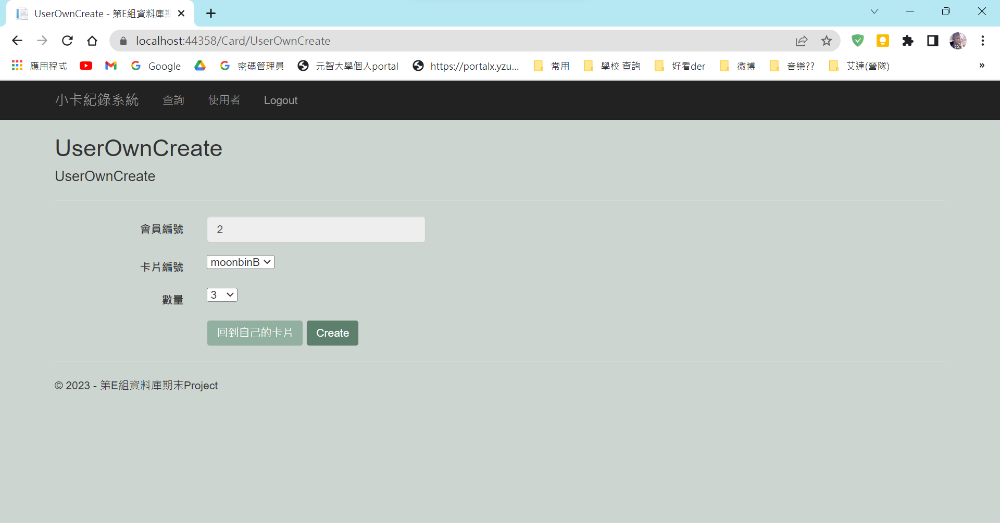 UserOwnCreate - 第E組資料庫期
localhost:44358/Card/UserOwnCreate
應用程式 Google 密碼管理員 元智大學個人portal https://portalx.yzu... 常用 學校 查詢 好看der 微博 音樂?? 艾達(營隊) »
小卡紀錄系統 查詢 使用者 Logout
UserOwnCreate
UserOwnCreate
會員編號 2
卡片編號 moonbinB
數量 3
回到自己的卡片 Create
© 2023 - 第E組資料庫期末Project